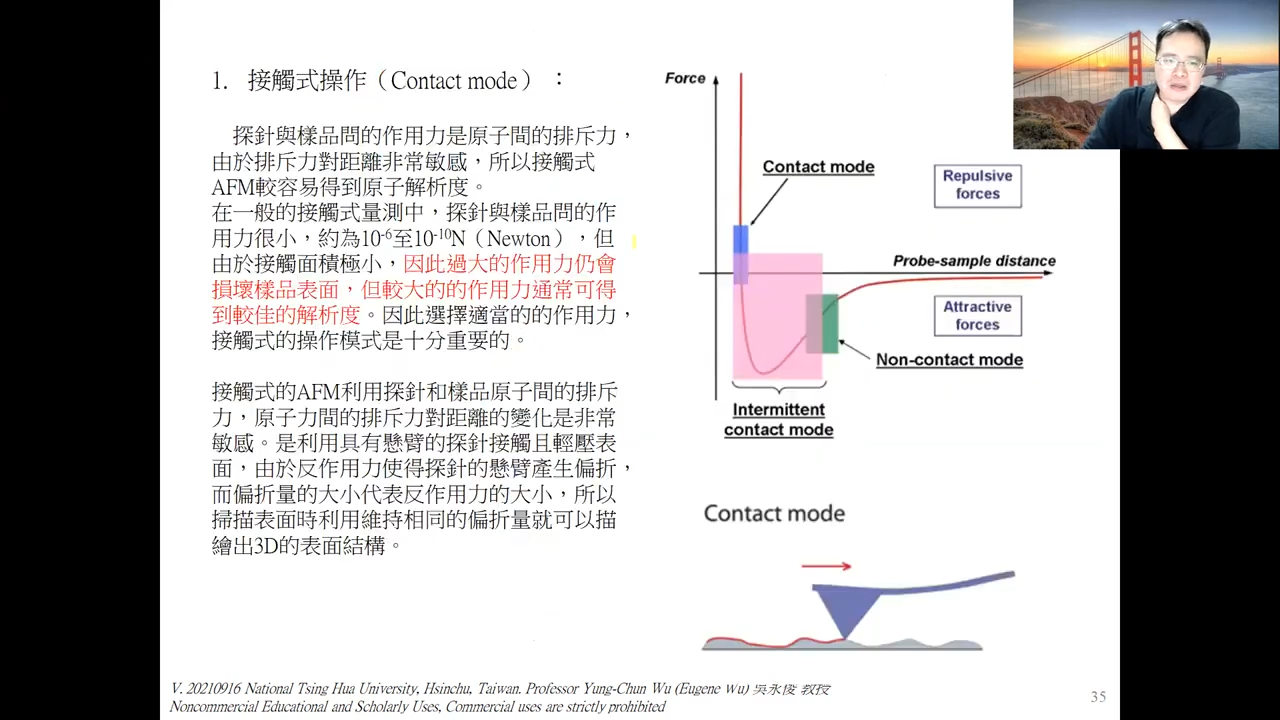 1. 接觸式操作（Contact mode）：
探針與樣品問的作用力是原子間的排斥力，
由於排斥力對距離非常敏感，所以接觸式
AFM較容易得到原子解析度。
在一般的接觸式量測中，探針與樣品問的作
用力很小，約為10⁻⁶至10⁻¹⁰N（Newton），但
由於接觸面積極小，因此過大的作用力仍會
損壞樣品表面，但較大的的作用力通常可得
到較佳的解析度。因此選擇適當的的作用力，
接觸式的操作模式是十分重要的。
接觸式的AFM利用探針和樣品原子間的排斥
力，原子力間的排斥力對距離的變化是非常
敏感。是利用具有懸臂的探針接觸且輕壓表
面，由於反作用力使得探針的懸臂產生偏折，
而偏折量的大小代表反作用力的大小，所以
掃描表面時利用維持相同的偏折量就可以描
繪出3D的表面結構。
Force
Contact mode
Repulsive
forces
Probe-sample distance
Attractive
forces
Non-contact mode
Intermittent
contact mode
Contact mode
V. 20210916 National Tsing Hua University, Hsinchu, Taiwan. Professor Yung-Chun Wu (Eugene Wu) 吳永俊 教授
Noncommercial Educational and Scholarly Uses, Commercial uses are strictly prohibited
35